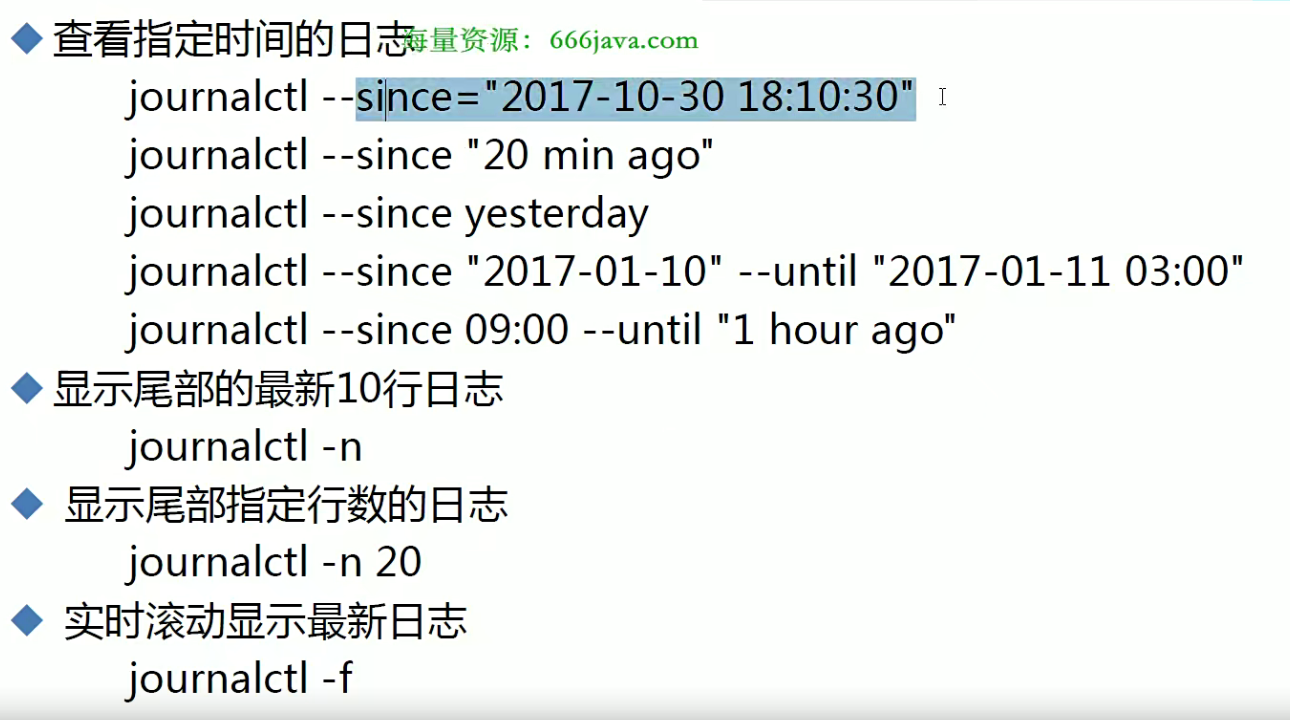 查看指定时间的日志
海量资源：666java.com
journalctl --since="2017-10-30 18:10:30"
journalctl --since "20 min ago"
journalctl --since yesterday
journalctl --since "2017-01-10" --until "2017-01-11 03:00"
journalctl --since 09:00 --until "1 hour ago"
显示尾部的最新10行日志
journalctl -n
显示尾部指定行数的日志
journalctl -n 20
实时滚动显示最新日志
journalctl -f